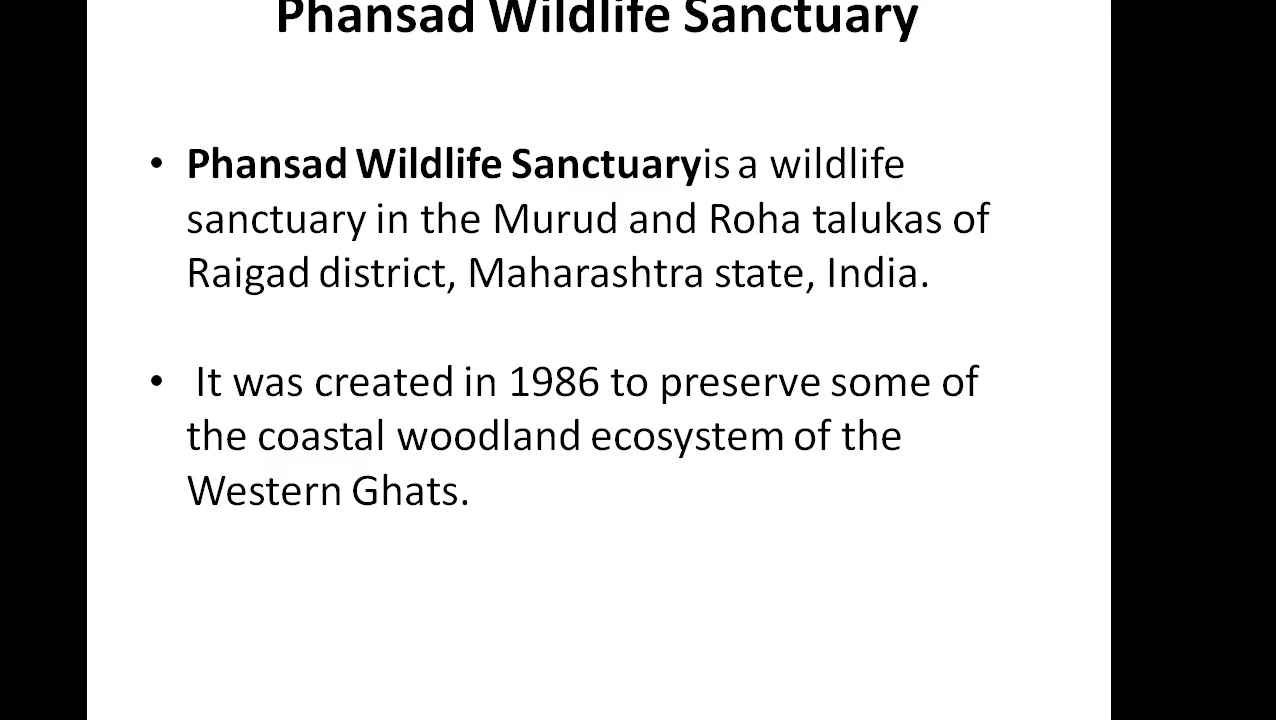 Phansad Wildlife Sanctuary
• Phansad Wildlife Sanctuaryis a wildlife
sanctuary in the Murud and Roha talukas of
Raigad district, Maharashtra state, India.
• It was created in 1986 to preserve some of
the coastal woodland ecosystem of the
Western Ghats.